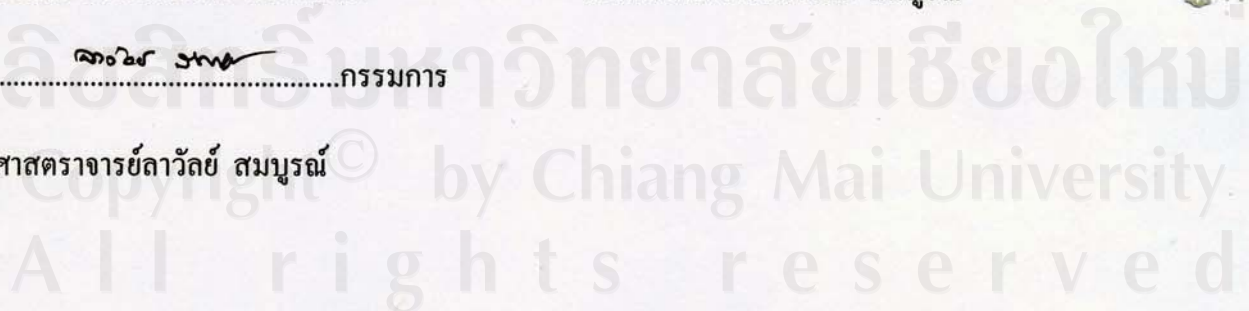 ลิขสิทธิ์มหาวิทยาลัยเชียงใหม่
........................................กรรมการ
ศาสตราจารย์ลาวัลย์ สมบูรณ์
Copyright© by Chiang Mai University
All rights reserved